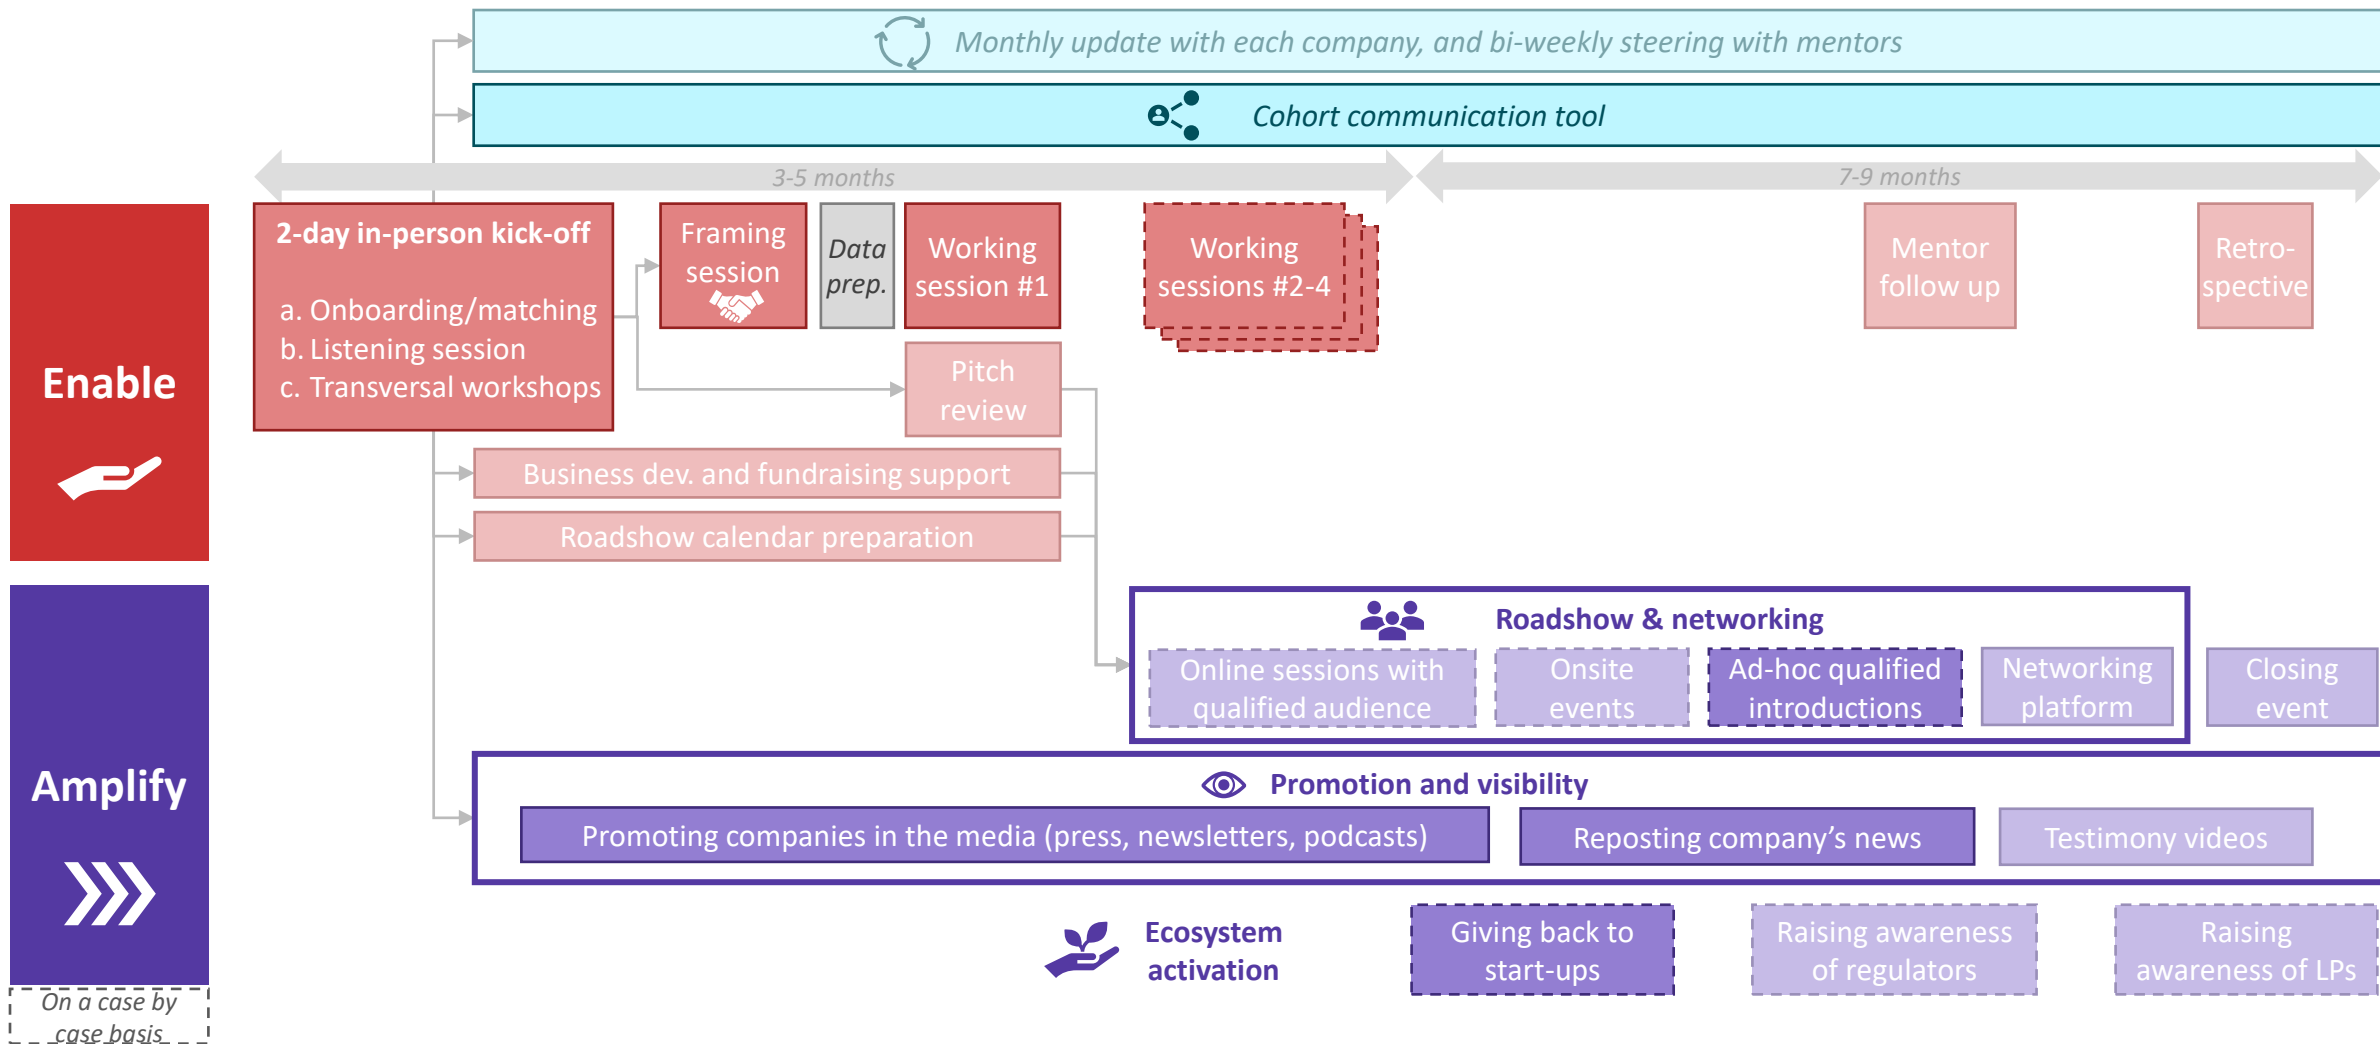 Monthly update with each company, and bi-weekly steering with mentors
Cohort communication tool
3-5 months
7-9 months
Enable
2-day in-person kick-off
a. Onboarding/matching
b. Listening session
c. Transversal workshops
Framing
session
Data
prep.
Working
session #1
Working
sessions #2-4
Mentor
follow up
Retro-
spective
Pitch
review
Business dev. and fundraising support
Roadshow calendar preparation
Amplify
Roadshow & networking
Online sessions with
qualified audience
Onsite
events
Ad-hoc qualified
introductions
Networking
platform
Closing
event
Promotion and visibility
Promoting companies in the media (press, newsletters, podcasts)
Reposting company’s news
Testimony videos
Ecosystem
activation
Giving back to
start-ups
Raising awareness
of regulators
Raising
awareness of LPs
On a case by
case basis